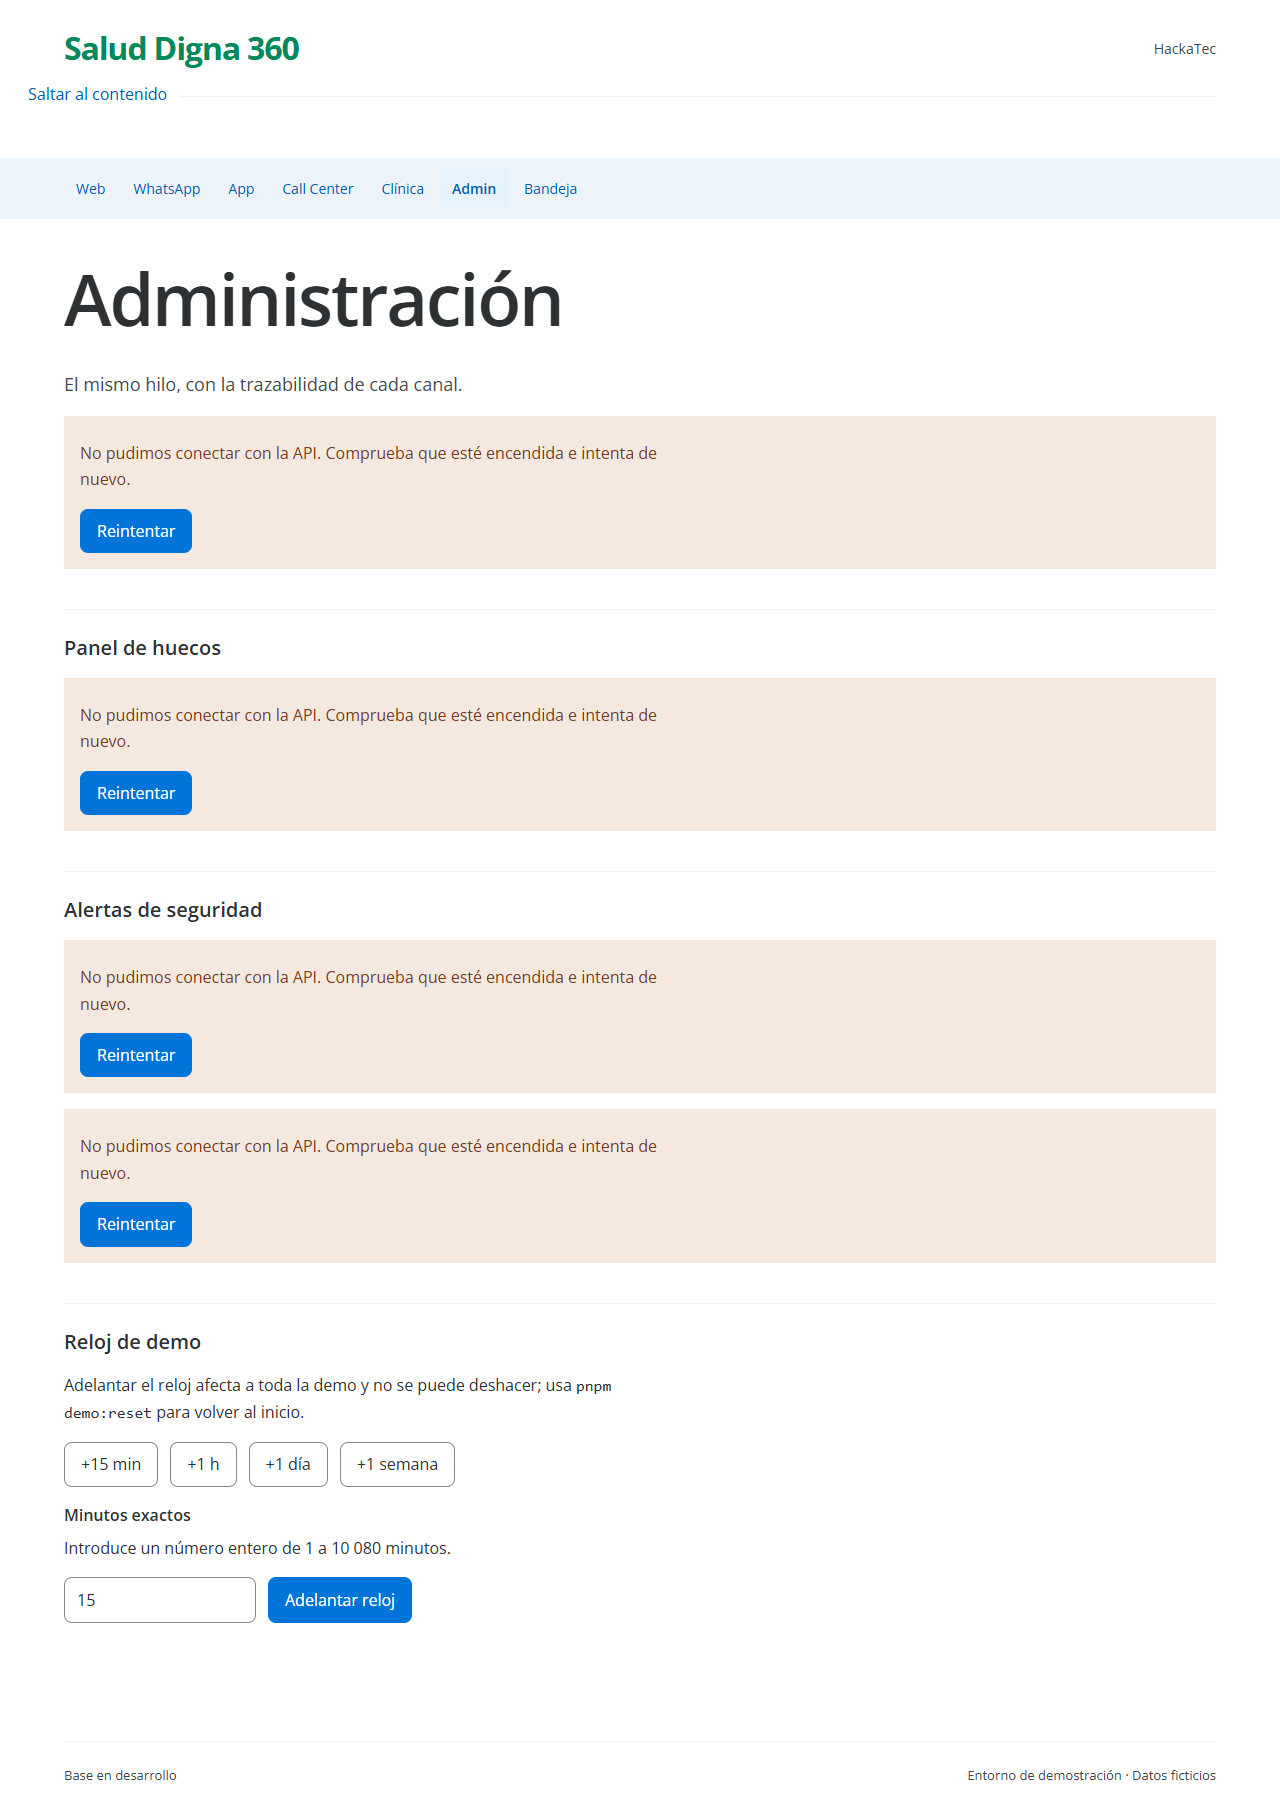 Salud Digna 360
HackaTec
Saltar al contenido
Web WhatsApp App Call Center Clínica Admin Bandeja
Administración
El mismo hilo, con la trazabilidad de cada canal.
No pudimos conectar con la API. Comprueba que esté encendida e intenta de
nuevo.
Reintentar
Panel de huecos
No pudimos conectar con la API. Comprueba que esté encendida e intenta de
nuevo.
Reintentar
Alertas de seguridad
No pudimos conectar con la API. Comprueba que esté encendida e intenta de
nuevo.
Reintentar
No pudimos conectar con la API. Comprueba que esté encendida e intenta de
nuevo.
Reintentar
Reloj de demo
Adelantar el reloj afecta a toda la demo y no se puede deshacer; usa pnpm
demo:reset para volver al inicio.
+15 min +1 h +1 día +1 semana
Minutos exactos
Introduce un número entero de 1 a 10 080 minutos.
15 Adelantar reloj
Base en desarrollo
Entorno de demostración · Datos ficticios